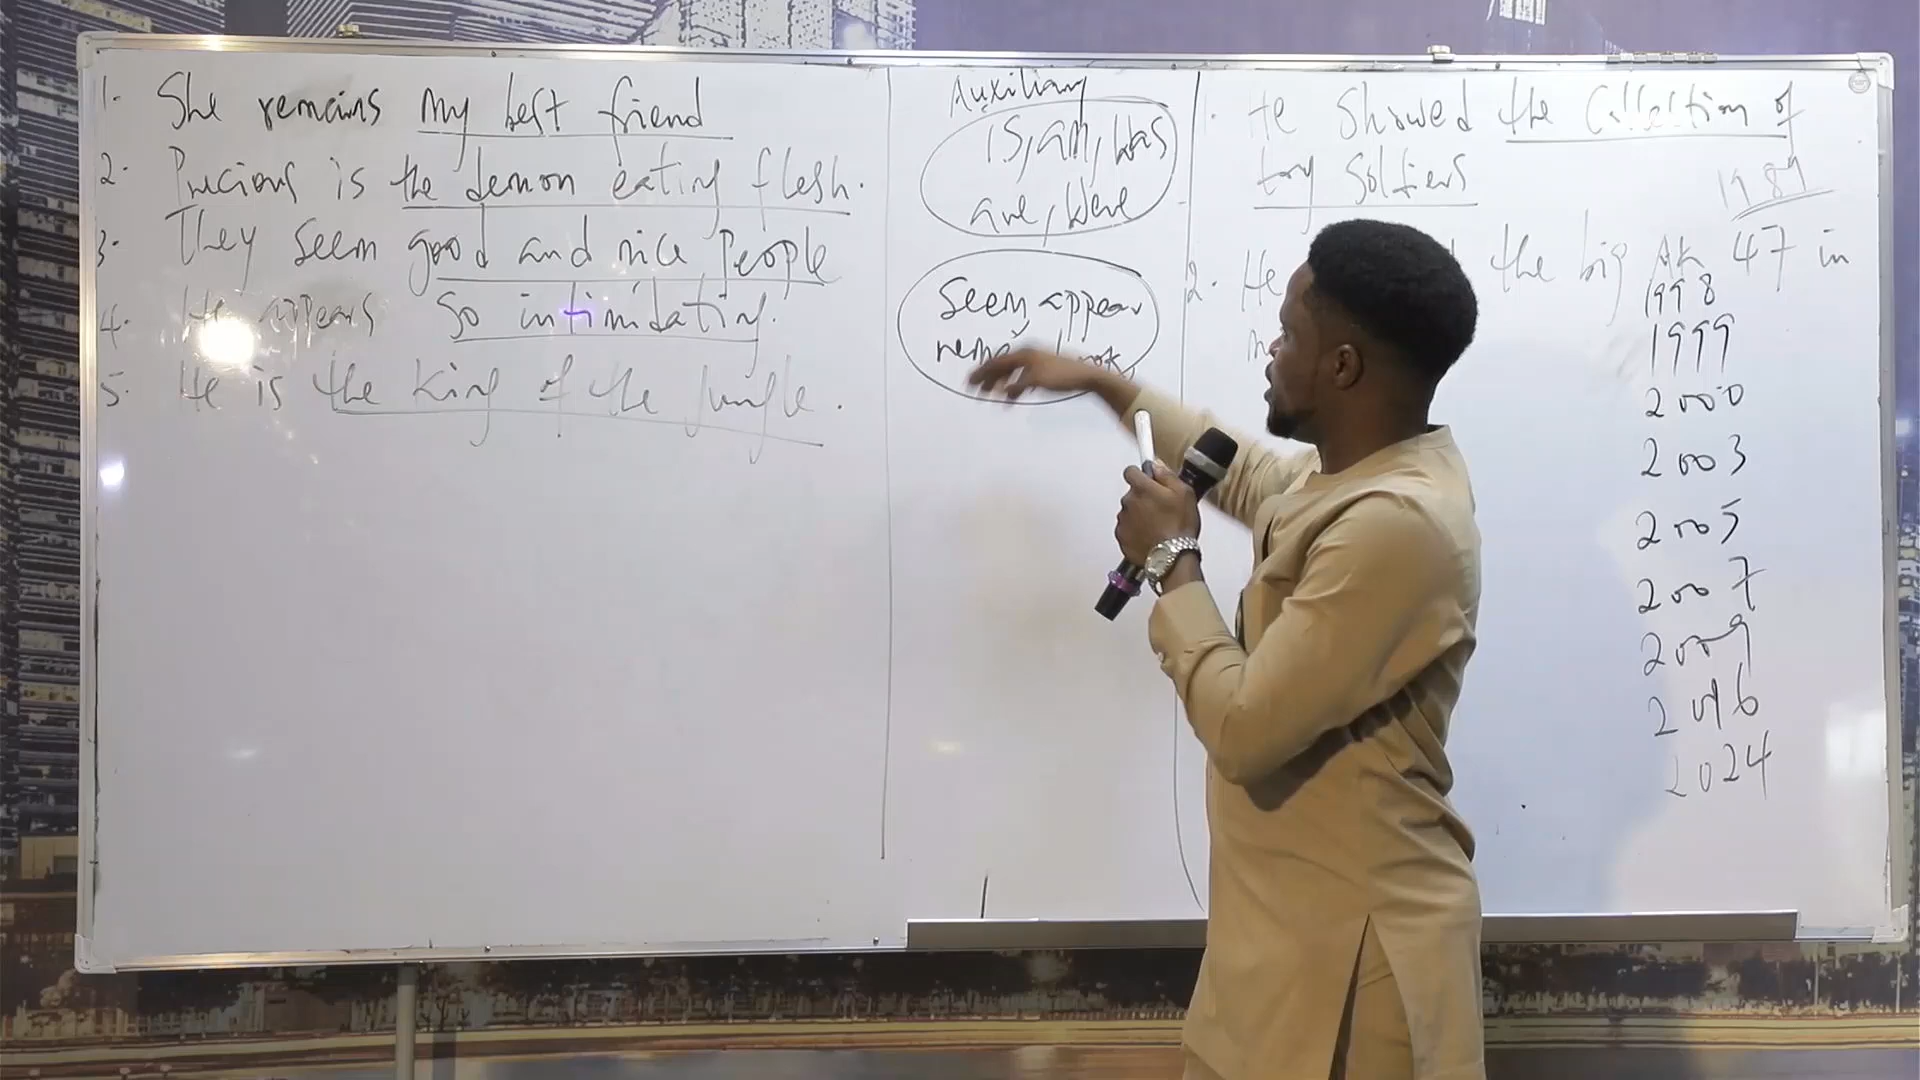 1. She remains my best friend
2. Precious is the demon eating flesh.
3. They seem good and nice people
4. He appears so intimidating.
5. He is the king of the jungle.
Auxiliary
is, am, was
are, were
seem, appear
1. He showed the collection of
toy soldiers
1989
2. He the big AK 47 in
1998
1999
2000
2003
2005
2007
2009
2016
2024